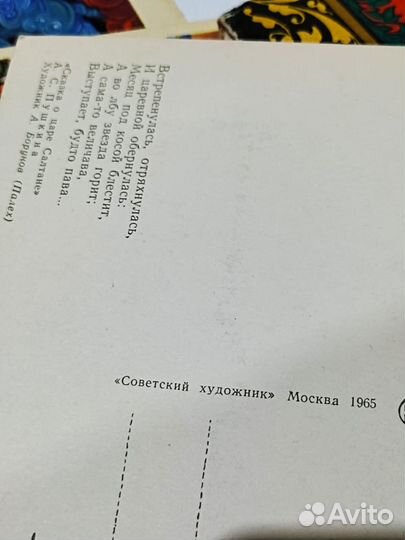 Встрепенулась, отряхнулась,
И царевной обернулась:
Месяц под косой блестит,
А во лбу звезда горит;
А сама-то величава,
Выступает, будто пава...
«Сказка о царе Салтане»
А. С. Пушкина
Художник А. Борунов (Палех)
«Советский художник» Москва 1965
Avito